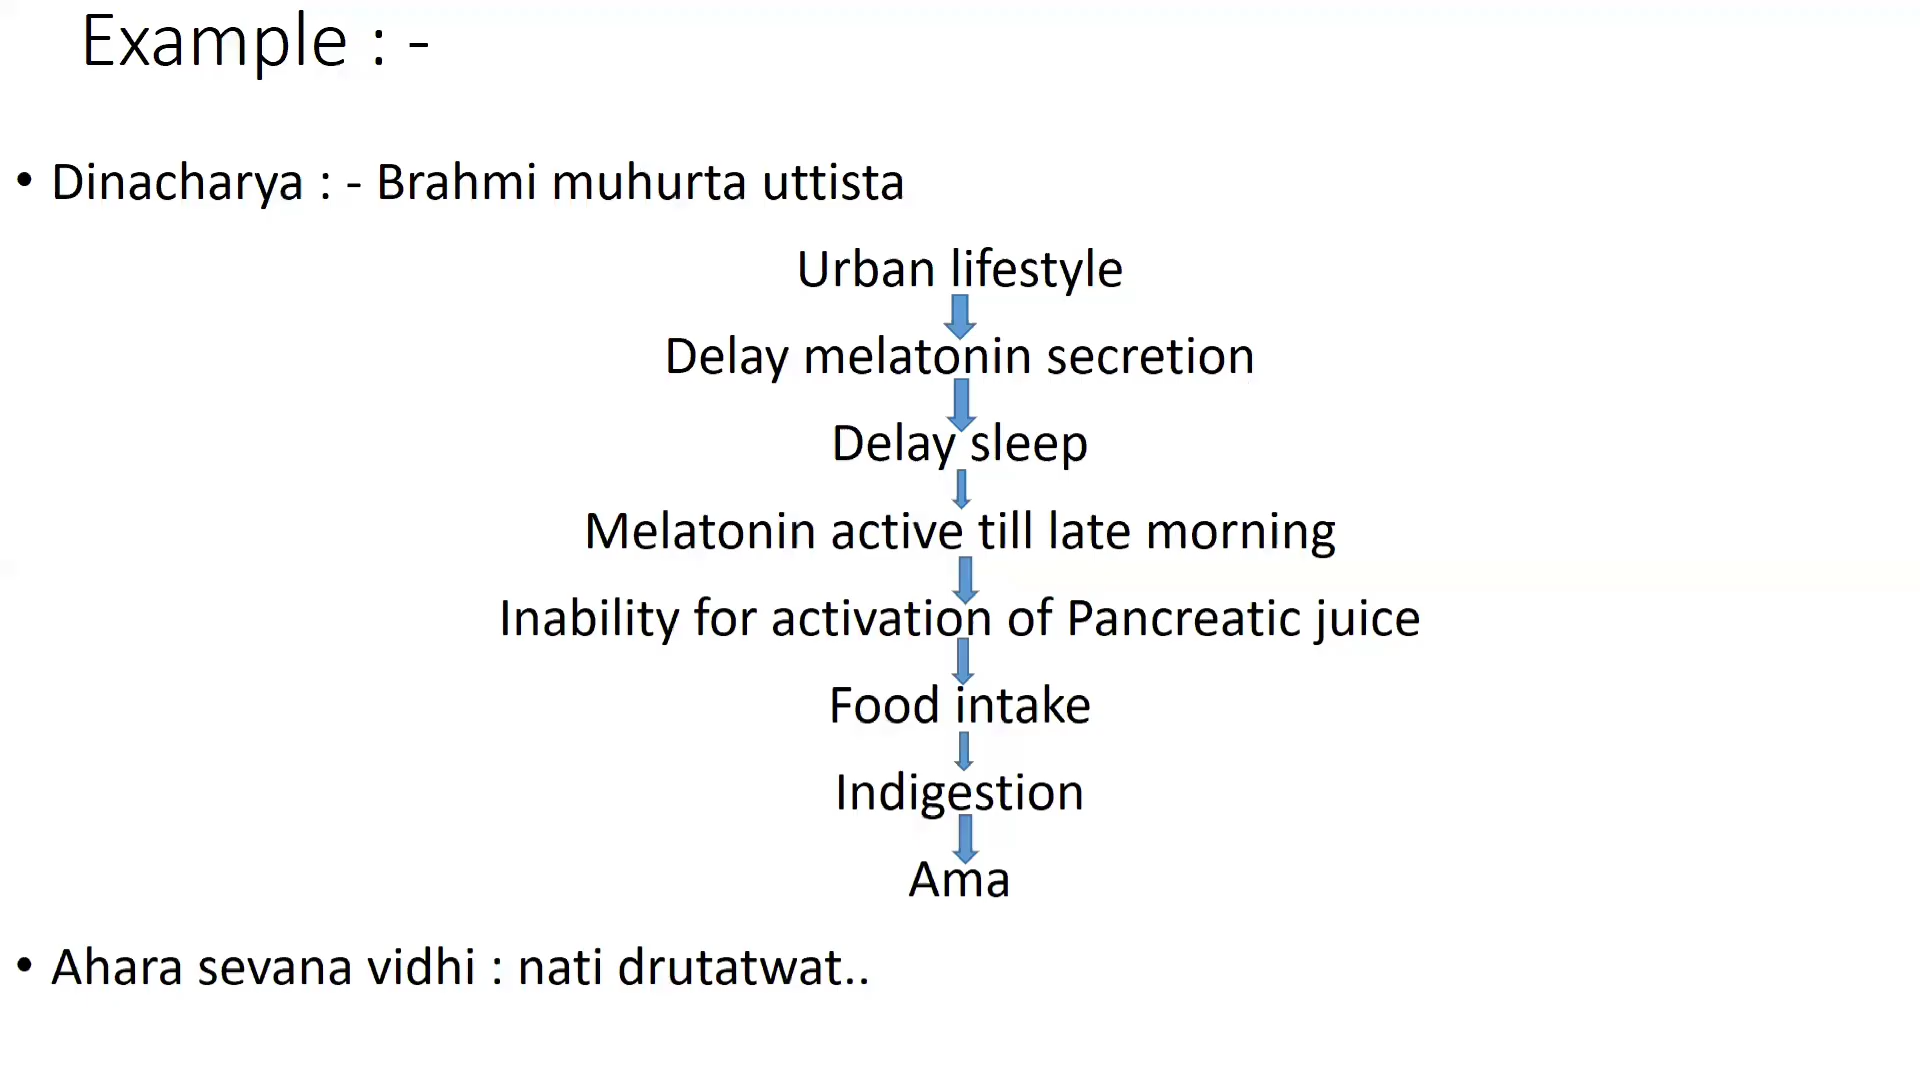 Example : -
• Dinacharya : - Brahmi muhurta uttista
Urban lifestyle
Delay melatonin secretion
Delay sleep
Melatonin active till late morning
Inability for activation of Pancreatic juice
Food intake
Indigestion
Ama
• Ahara sevana vidhi : nati drutatwat..